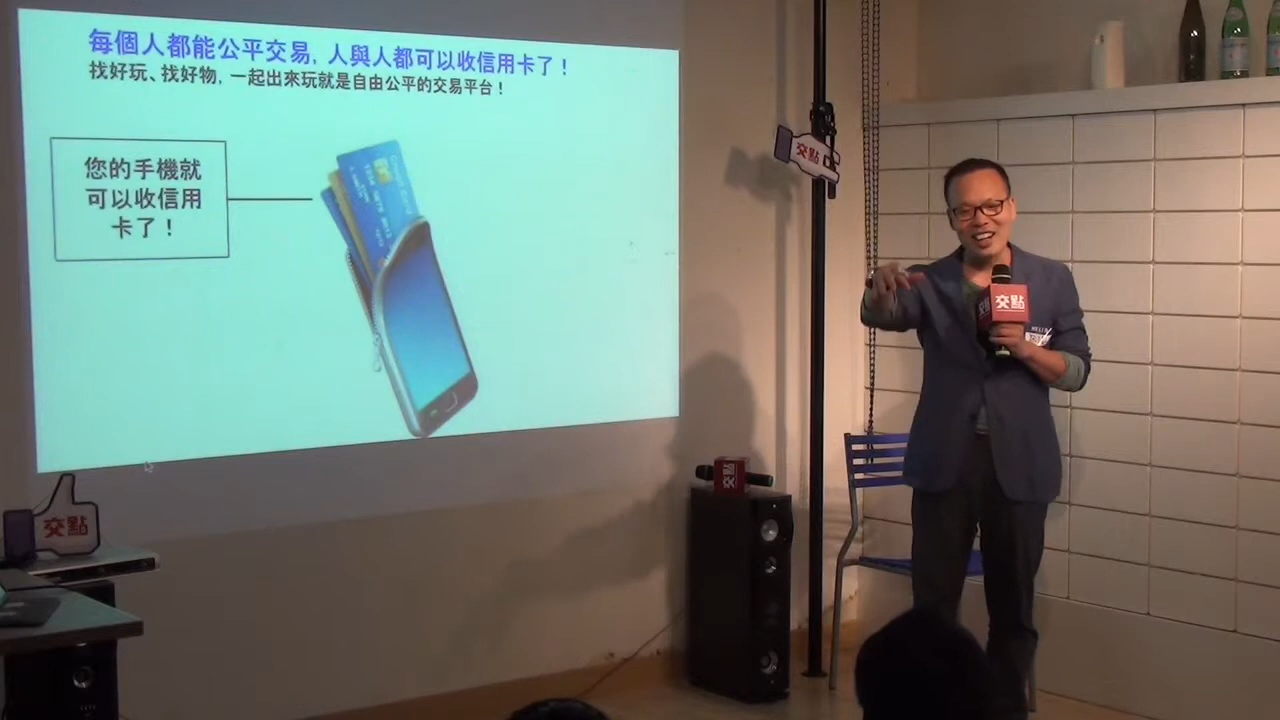 每個人都能公平交易，人與人都可以收信用卡了！
找好玩、找好物，一起出來玩就是自由公平的交易平台！
您的手機就
可以收信用
卡了！
交點
交點
交點
交點
HELLO